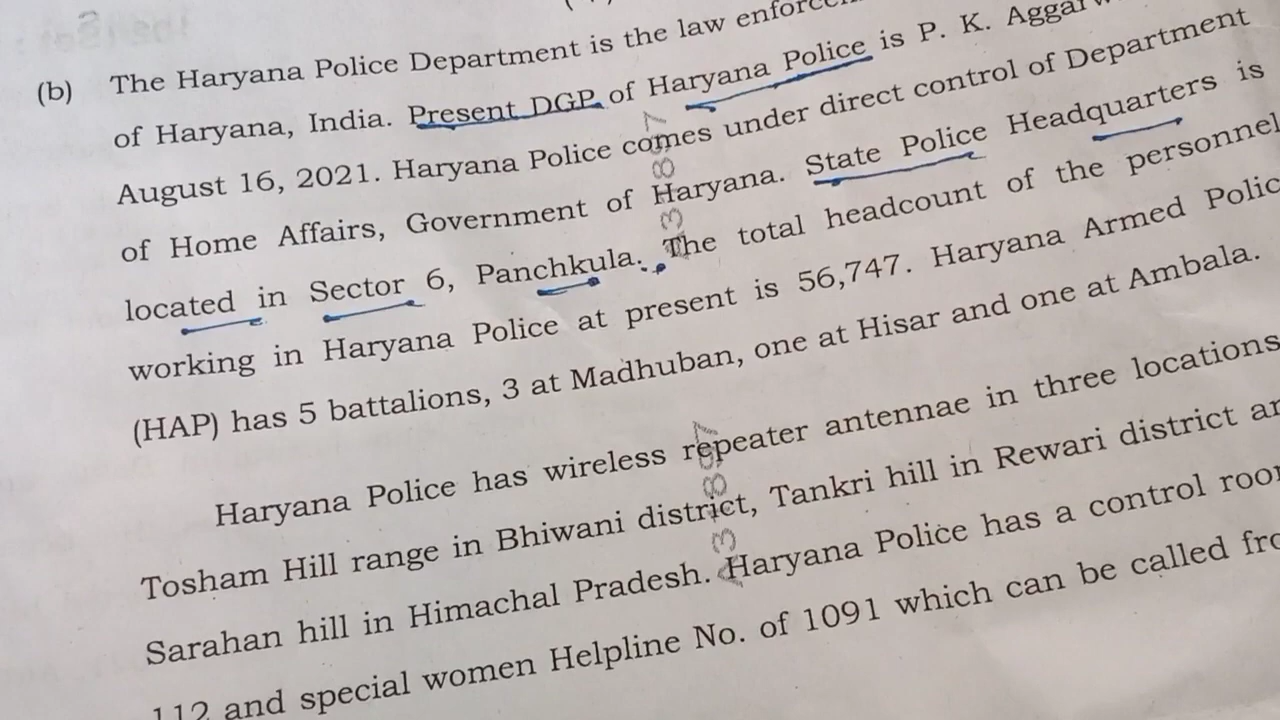 (b) The Haryana Police Department is the law
of Haryana, India. Present DGP of Haryana Police is P. K.
August 16, 2021. Haryana Police comes under direct control of Department
of Home Affairs, Government of Haryana. State Police Headquarters is
located in Sector 6, Panchkula. The total headcount of the personnel
working in Haryana Police at present is 56,747. Haryana Armed
(HAP) has 5 battalions, 3 at Madhuban, one at Hisar and one at Ambala.
Haryana Police has wireless repeater antennae in three locations
Tosham Hill range in Bhiwani district, Tankri hill in Rewari district
Sarahan hill in Himachal Pradesh. Haryana Police has a control
112 and special women Helpline No. of 1091 which can be called